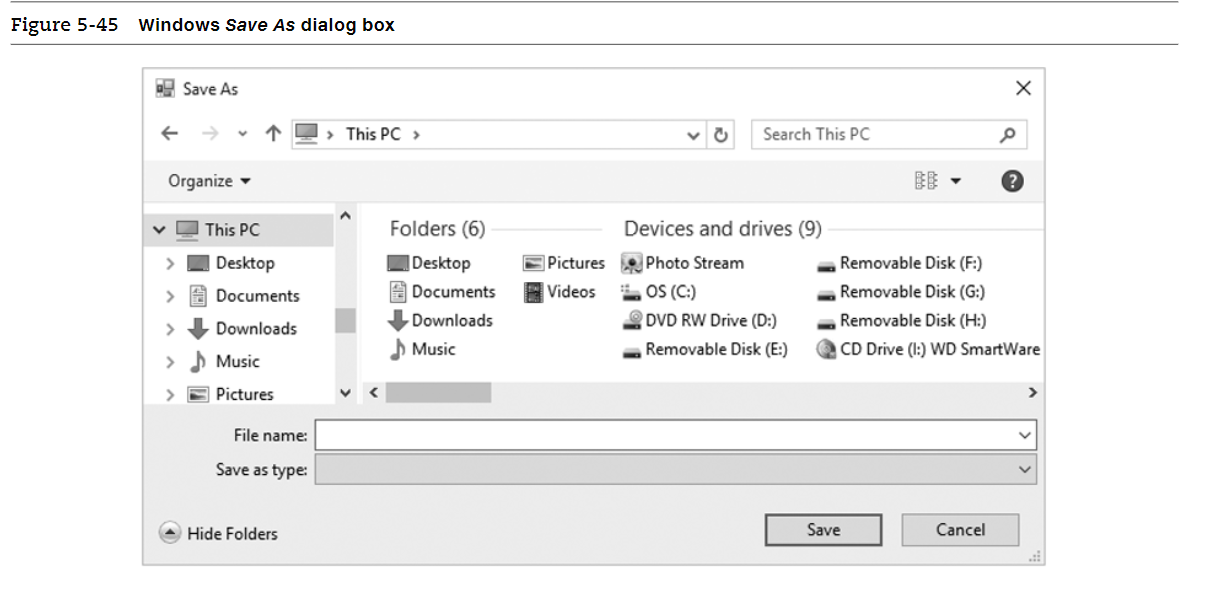 Figure 5-45 Windows Save As dialog box
Save As
This PC
Search This PC
Organize
?
This PC
Desktop
Documents
Downloads
Music
Pictures
Folders (6)
Desktop
Pictures
Documents
Videos
Downloads
Music
Devices and drives (9)
Photo Stream
Removable Disk (F:)
OS (C:)
Removable Disk (G:)
DVD RW Drive (D:)
Removable Disk (H:)
Removable Disk (E:)
CD Drive (I:) WD SmartWare
File name:
Save as type:
Hide Folders
Save
Cancel